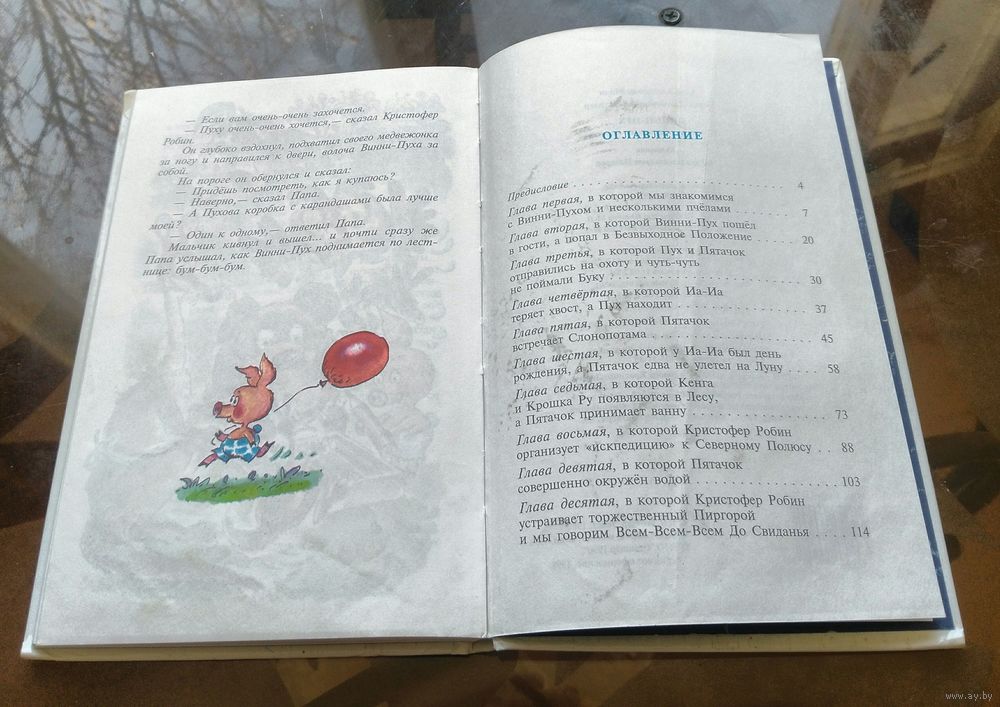 — Если вам очень-очень захочется.
— Пуху очень-очень хочется,— сказал Кристофер
Робин.
Он глубоко вздохнул, подхватил своего медвежонка
за ногу и направился к двери, волоча Винни-Пуха за
собой.
На пороге он обернулся и сказал:
— Придёшь посмотреть, как я купаюсь?
— Наверно,— сказал Папа.
— А Пухова коробка с карандашами была лучше
моей?
— Один к одному,— ответил Папа.
Мальчик кивнул и вышел... и почти сразу же
Папа услышал, как Винни-Пух поднимается по лест-
нице: бум-бум-бум.
ОГЛАВЛЕНИЕ
Предисловие . . . . . . . . . . . . . . . . . . . . . . . 4
Глава первая, в которой мы знакомимся
с Винни-Пухом и несколькими пчёлами . . . . . . . 7
Глава вторая, в которой Винни-Пух пошёл
в гости, а попал в Безвыходное Положение . . . . 20
Глава третья, в которой Пух и Пятачок
отправились на охоту и чуть-чуть
не поймали Буку . . . . . . . . . . . . . . . . . . . 30
Глава четвёртая, в которой Иа-Иа
теряет хвост, а Пух находит . . . . . . . . . . . . 37
Глава пятая, в которой Пятачок
встречает Слонопотама . . . . . . . . . . . . . . . 45
Глава шестая, в которой у Иа-Иа был день
рождения, а Пятачок едва не улетел на Луну . . . . 58
Глава седьмая, в которой Кенга
и Крошка Ру появляются в Лесу,
а Пятачок принимает ванну . . . . . . . . . . . . . 73
Глава восьмая, в которой Кристофер Робин
организует «искпедицию» к Северному Полюсу . . 88
Глава девятая, в которой Пятачок
совершенно окружён водой . . . . . . . . . . . . . . 103
Глава десятая, в которой Кристофер Робин
устраивает торжественный Пиргорой
и мы говорим Всем-Всем-Всем До Свиданья . . . . 114
www.ay.by